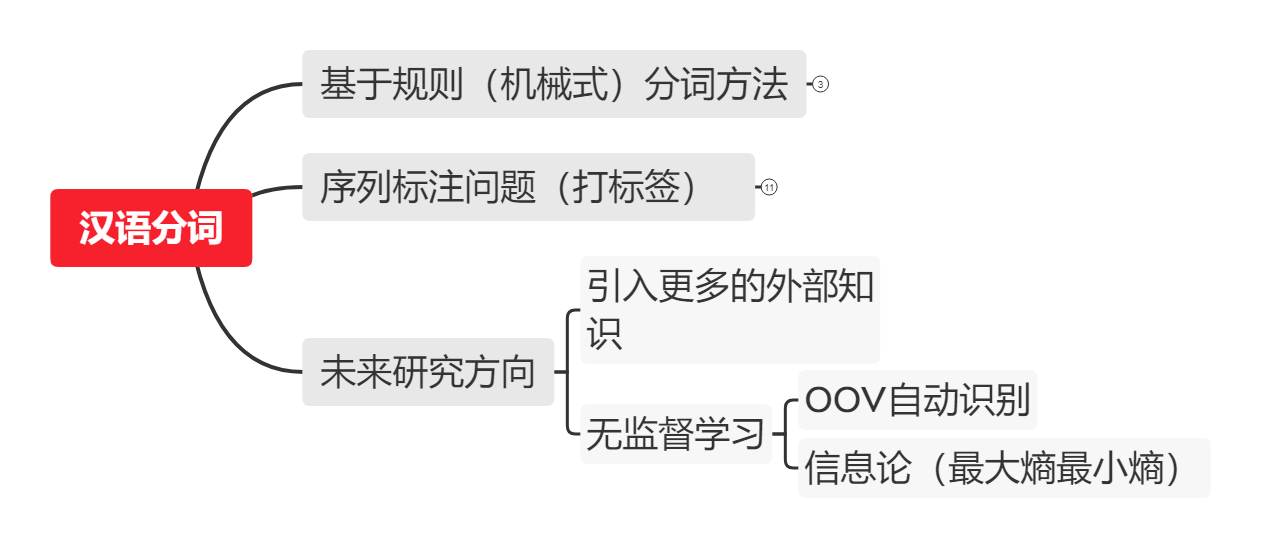 基于规则（机械式）分词方法
3
序列标注问题（打标签）
11
汉语分词
引入更多的外部知
识
未来研究方向
无监督学习
OOV自动识别
信息论（最大熵最小熵）